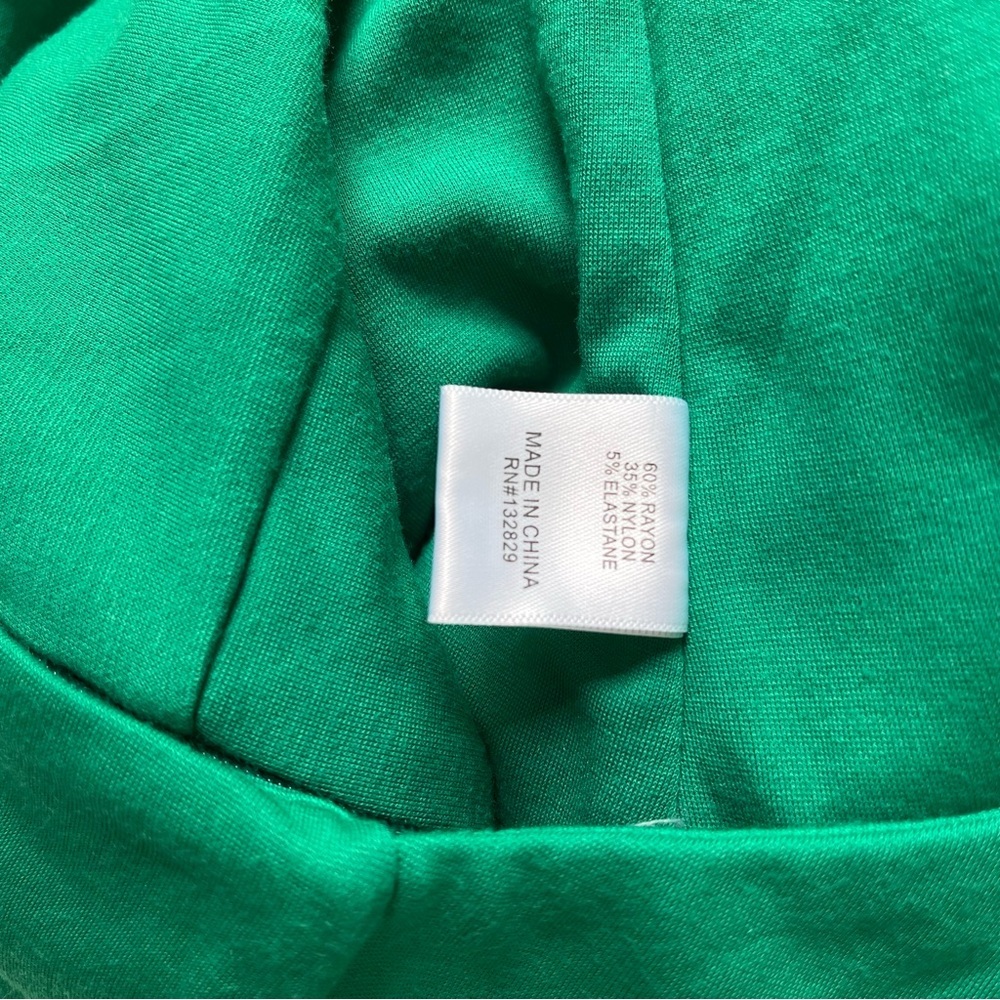 60% RAYON
35% NYLON
5% ELASTANE
MADE IN CHINA
RN#132829